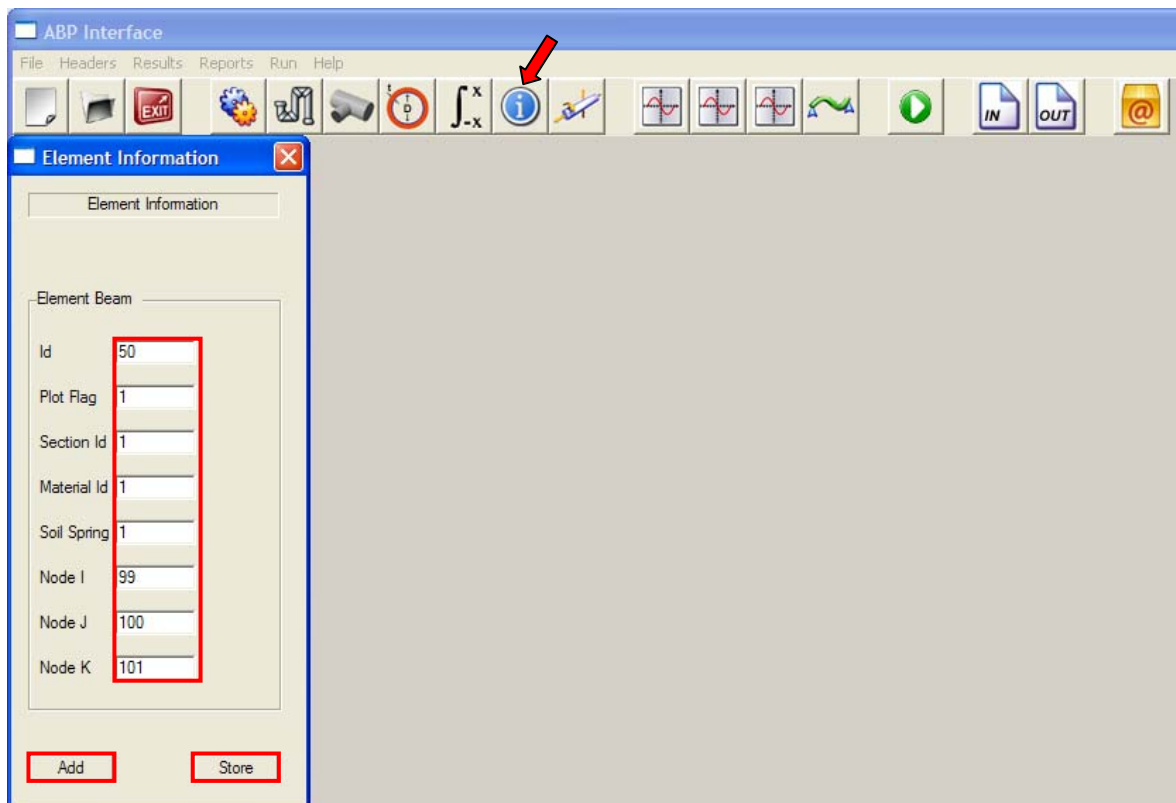 ABP Interface
File Headers Results Reports Run Help
EXIT t D ∫ x -x i IN OUT @
Element Information
Element Information
Element Beam
Id 50
Plot Flag 1
Section Id 1
Material Id 1
Soil Spring 1
Node I 99
Node J 100
Node K 101
Add Store